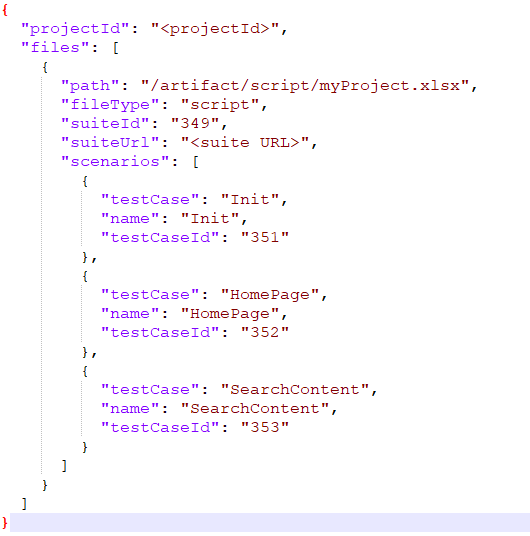 {
"projectId": "<projectId>",
"files": [
{
"path": "/artifact/script/myProject.xlsx",
"fileType": "script",
"suiteId": "349",
"suiteUrl": "<suite URL>",
"scenarios": [
{
"testCase": "Init",
"name": "Init",
"testCaseId": "351"
},
{
"testCase": "HomePage",
"name": "HomePage",
"testCaseId": "352"
},
{
"testCase": "SearchContent",
"name": "SearchContent",
"testCaseId": "353"
}
]
}
]
}